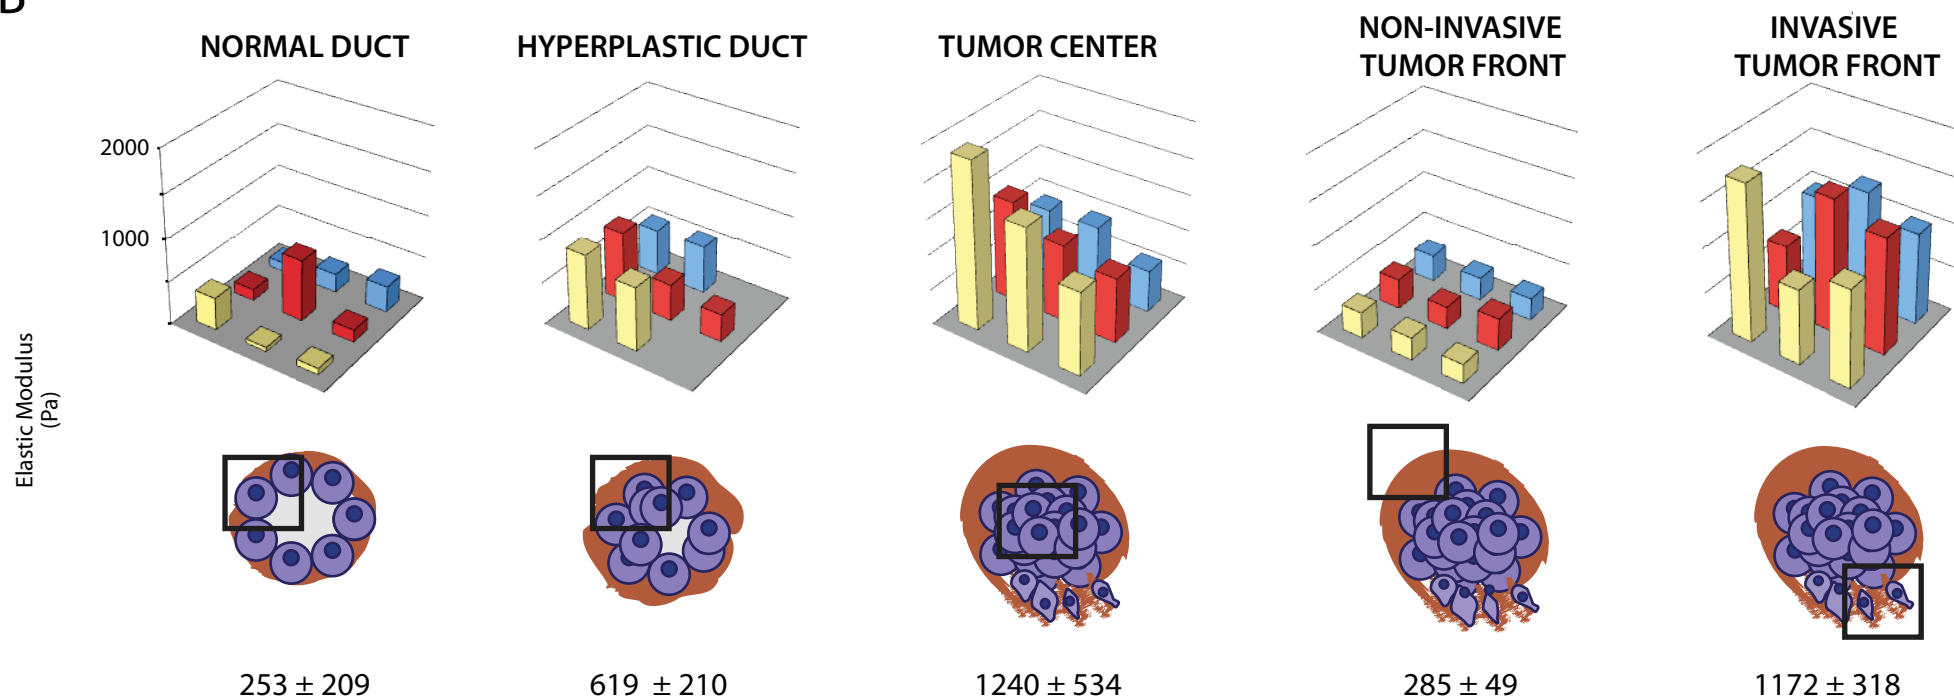 NORMAL DUCT
HYPERPLASTIC DUCT
TUMOR CENTER
NON-INVASIVE
TUMOR FRONT
INVASIVE
TUMOR FRONT
2000
1000
Elastic Modulus
(Pa)
253 ± 209
619 ± 210
1240 ± 534
285 ± 49
1172 ± 318